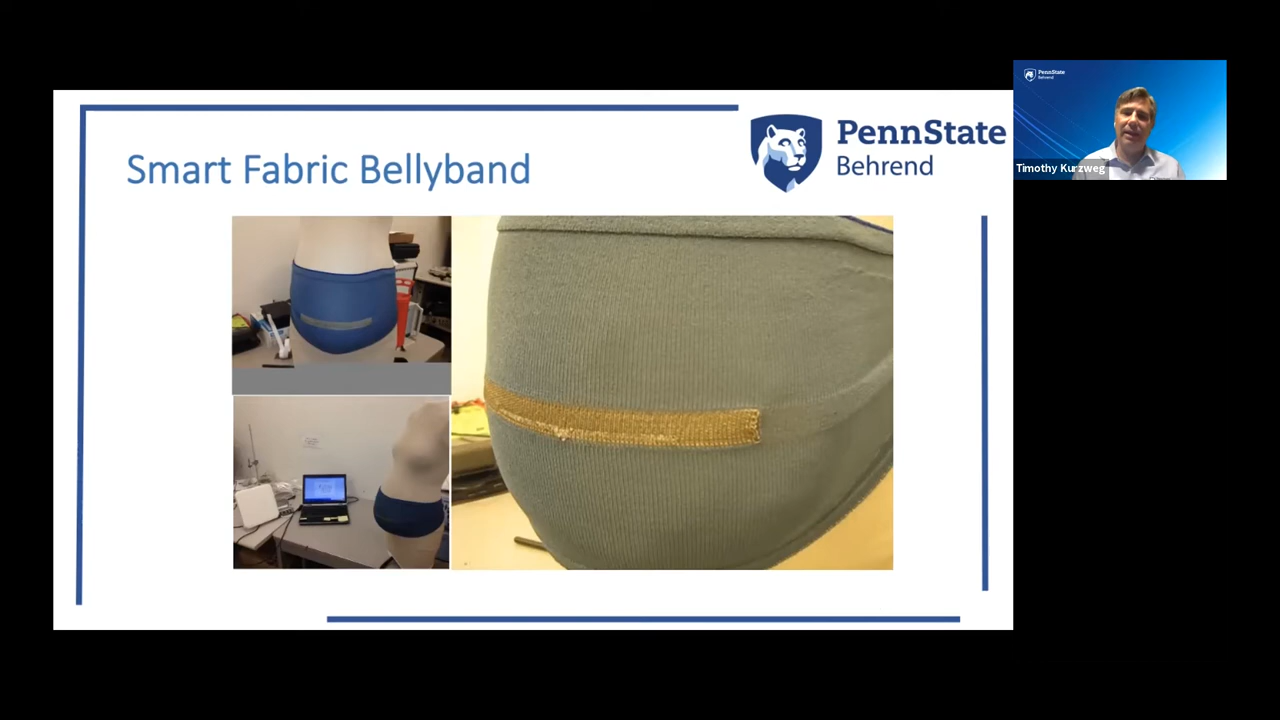 Smart Fabric Bellyband
PennState
Behrend
PennState
Behrend
Timothy Kurzweg